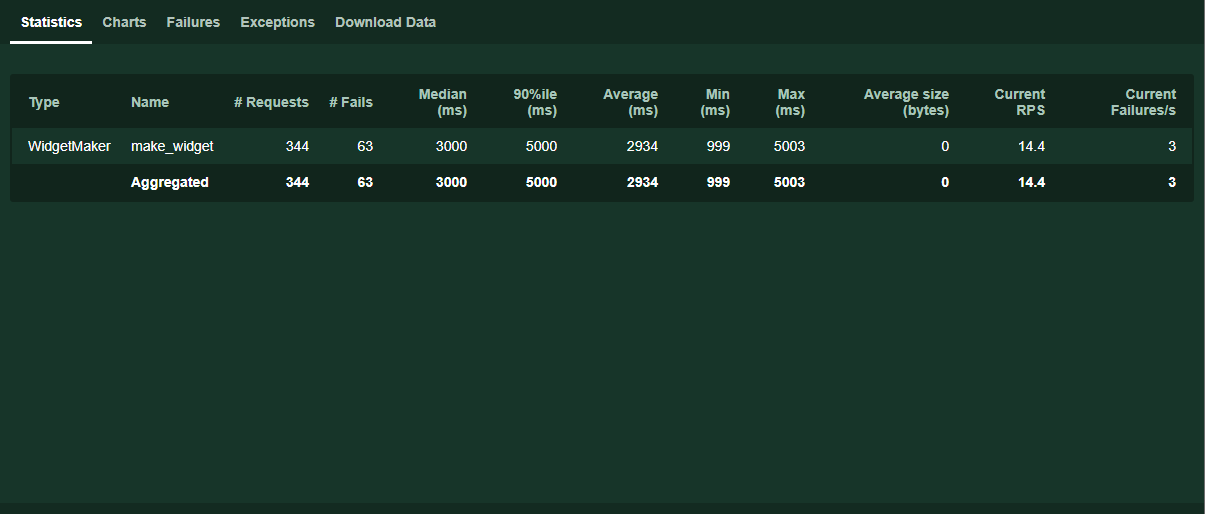 Statistics Charts Failures Exceptions Download Data
Type Name # Requests # Fails Median (ms) 90%ile (ms) Average (ms) Min (ms) Max (ms) Average size (bytes) Current RPS Current Failures/s
WidgetMaker make_widget 344 63 3000 5000 2934 999 5003 0 14.4 3
Aggregated 344 63 3000 5000 2934 999 5003 0 14.4 3